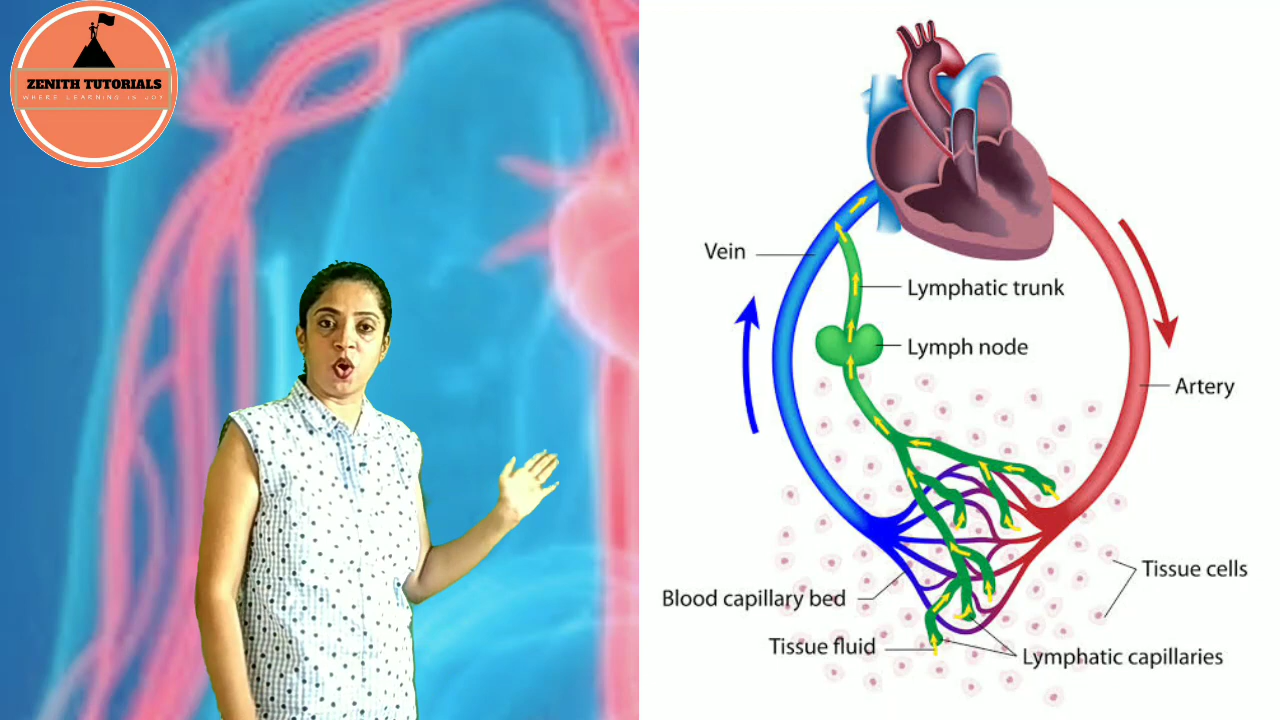 ZENITH TUTORIALS
WHERE LEARNING IS JOY
Vein
Lymphatic trunk
Lymph node
Artery
Tissue cells
Blood capillary bed
Tissue fluid
Lymphatic capillaries